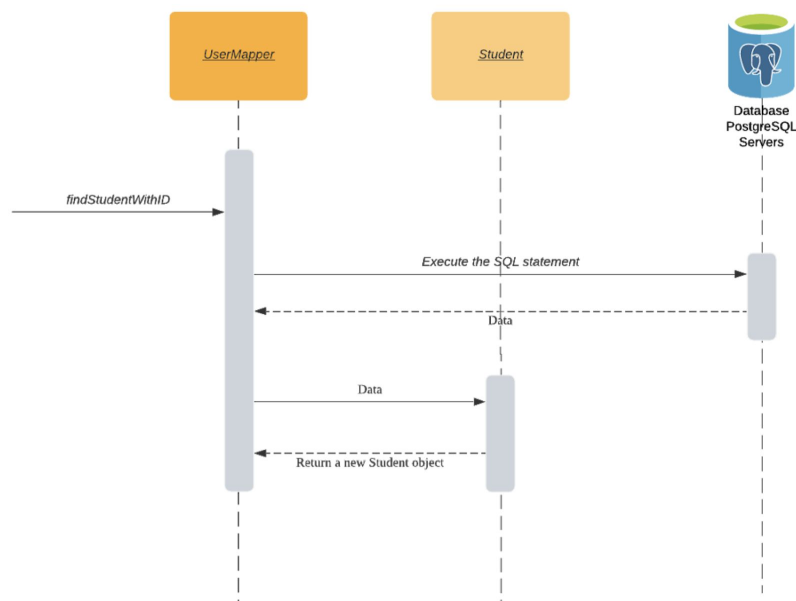 UserMapper
Student
Database
PostgreSQL
Servers
findStudentWithID
Execute the SQL statement
Data
Data
Return a new Student object